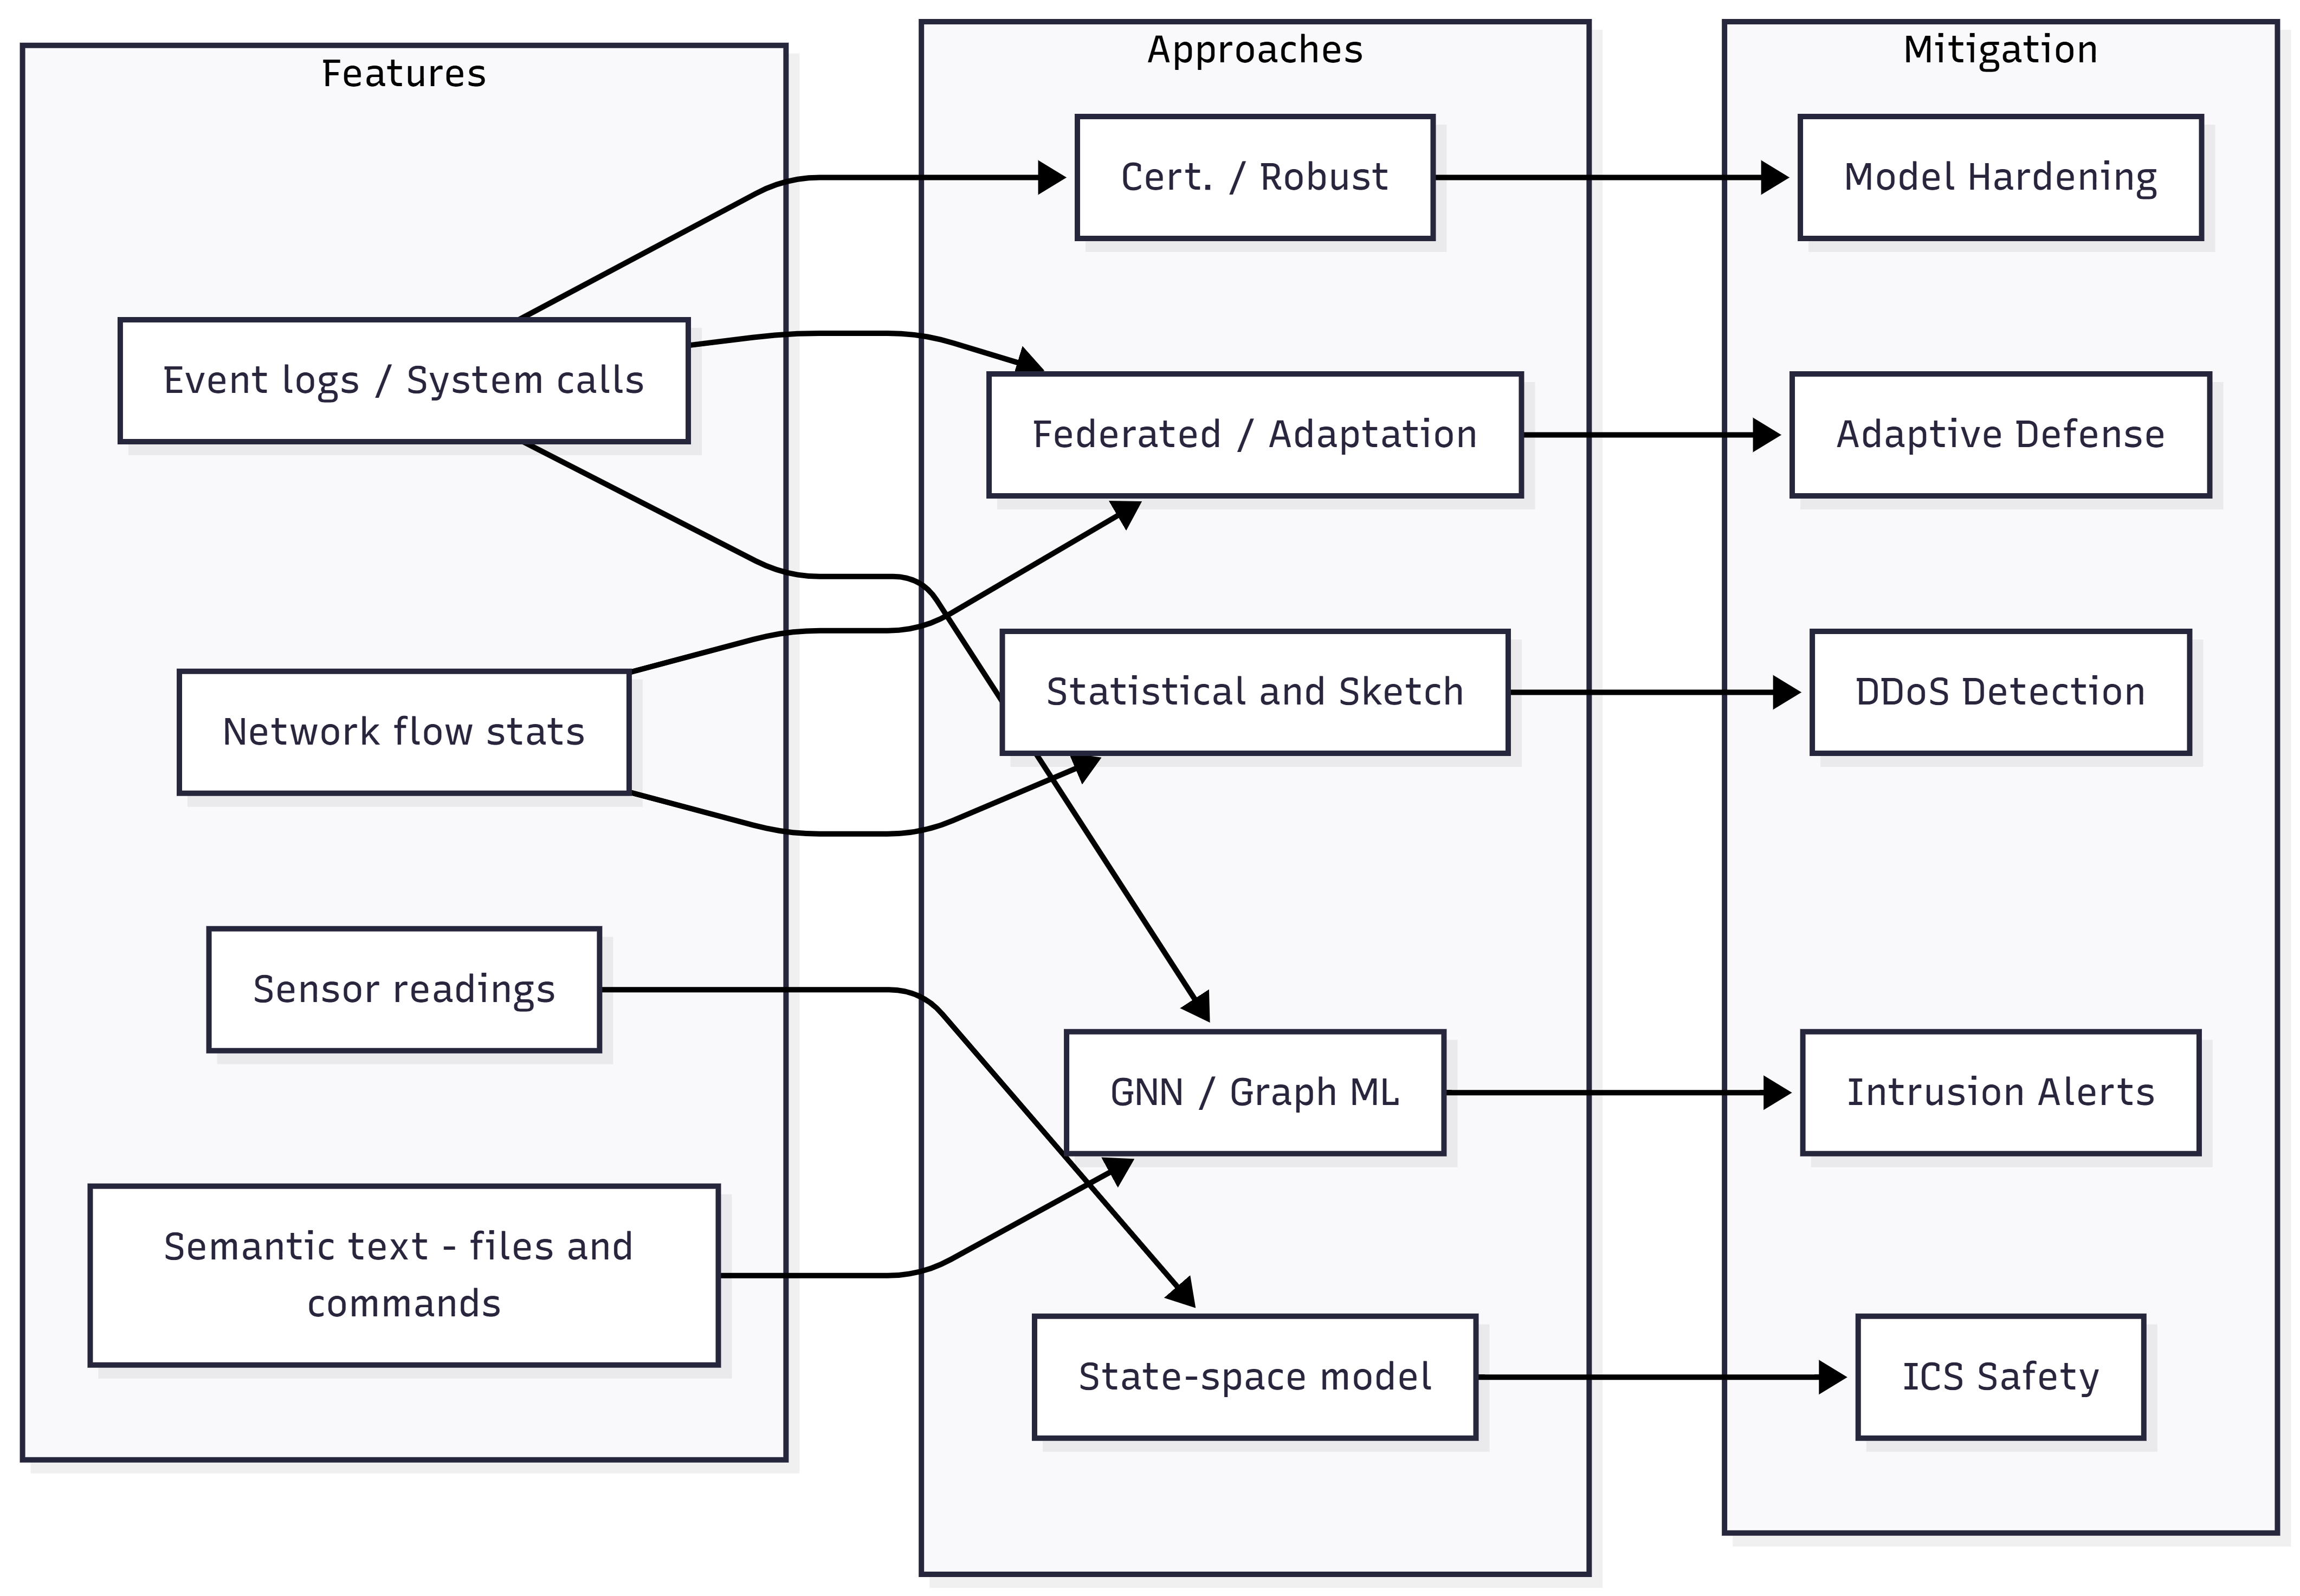 Features
Event logs / System calls
Network flow stats
Sensor readings
Semantic text - files and
commands
Approaches
Cert. / Robust
Federated / Adaptation
Statistical and Sketch
GNN / Graph ML
State-space model
Mitigation
Model Hardening
Adaptive Defense
DDoS Detection
Intrusion Alerts
ICS Safety